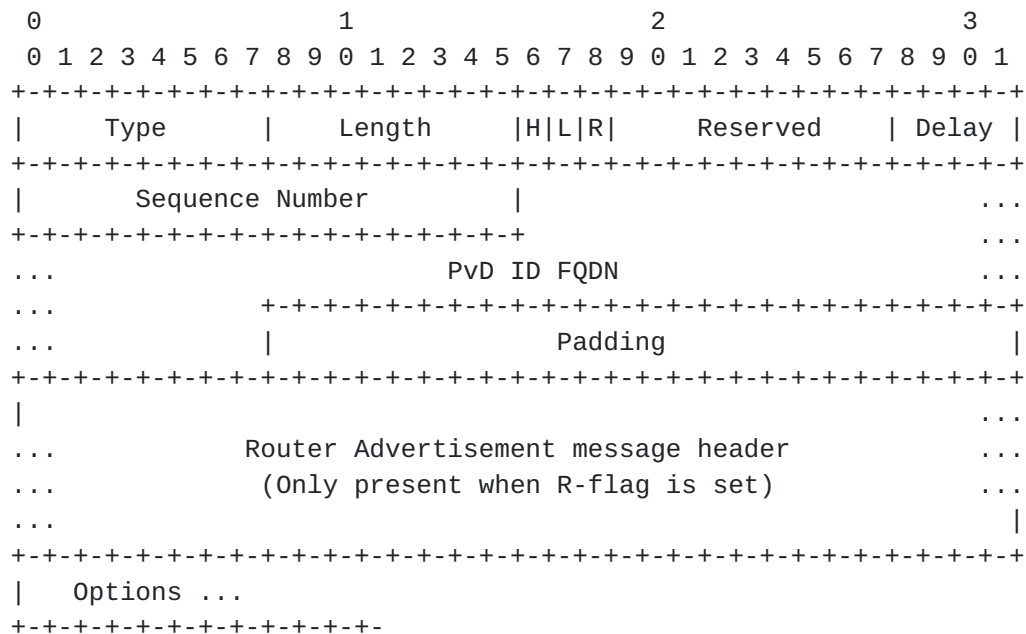 0                   1                   2                   3
 0 1 2 3 4 5 6 7 8 9 0 1 2 3 4 5 6 7 8 9 0 1 2 3 4 5 6 7 8 9 0 1
+-+-+-+-+-+-+-+-+-+-+-+-+-+-+-+-+-+-+-+-+-+-+-+-+-+-+-+-+-+-+-+-+
|     Type      |    Length     |H|L|R|     Reserved    | Delay |
+-+-+-+-+-+-+-+-+-+-+-+-+-+-+-+-+-+-+-+-+-+-+-+-+-+-+-+-+-+-+-+-+
|       Sequence Number         |                             ...
+-+-+-+-+-+-+-+-+-+-+-+-+-+-+-+-+                             ...
...                         PvD ID FQDN                       ...
...             +-+-+-+-+-+-+-+-+-+-+-+-+-+-+-+-+-+-+-+-+-+-+-+-+
...             |                  Padding                      |
+-+-+-+-+-+-+-+-+-+-+-+-+-+-+-+-+-+-+-+-+-+-+-+-+-+-+-+-+-+-+-+-+
|                                                             ...
...            Router Advertisement message header            ...
...             (Only present when R-flag is set)             ...
...                                                             |
+-+-+-+-+-+-+-+-+-+-+-+-+-+-+-+-+-+-+-+-+-+-+-+-+-+-+-+-+-+-+-+-+
|   Options ...
+-+-+-+-+-+-+-+-+-+-+-+-